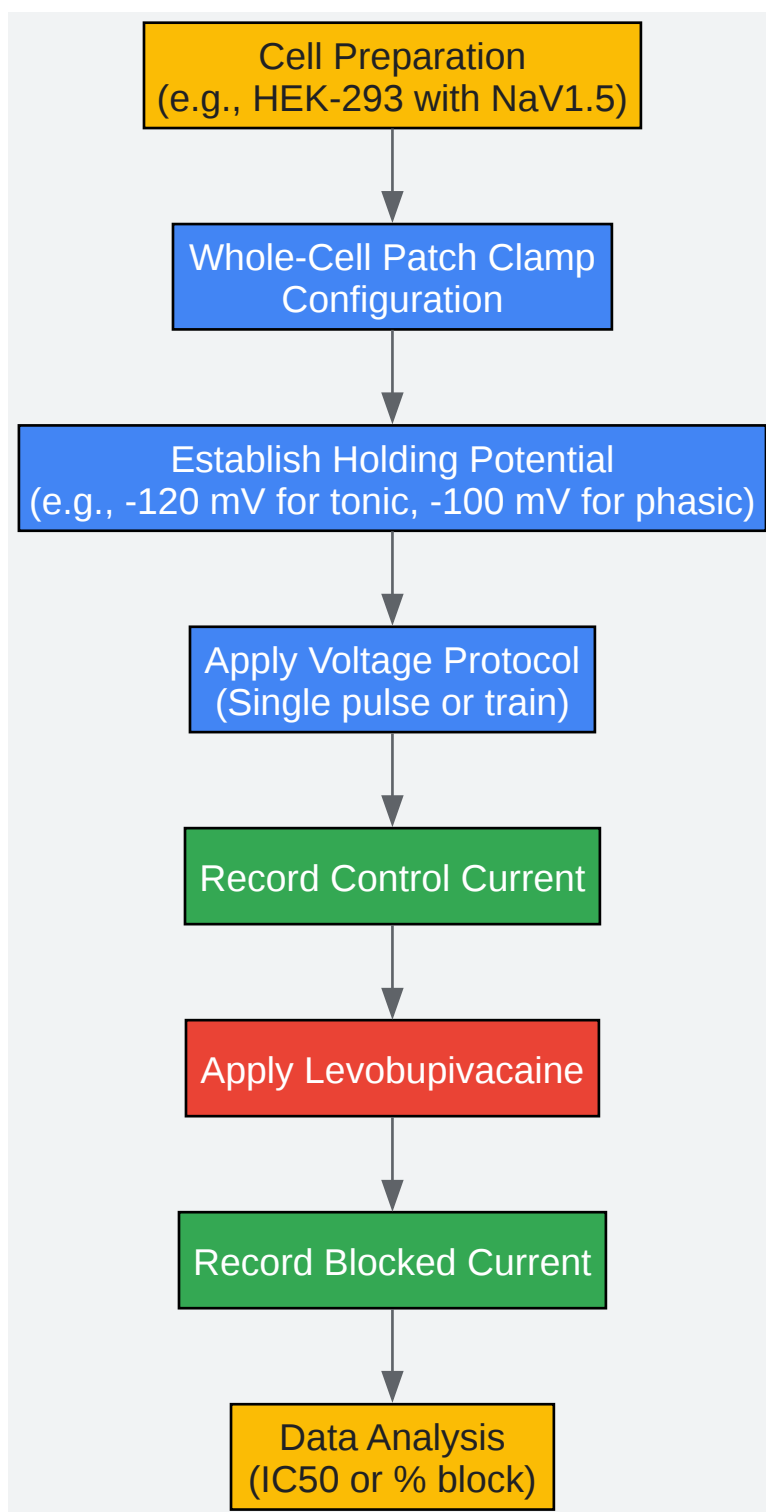 Cell Preparation
(e.g., HEK-293 with NaV1.5)
Whole-Cell Patch Clamp
Configuration
Establish Holding Potential
(e.g., -120 mV for tonic, -100 mV for phasic)
Apply Voltage Protocol
(Single pulse or train)
Record Control Current
Apply Levobupivacaine
Record Blocked Current
Data Analysis
(IC50 or % block)